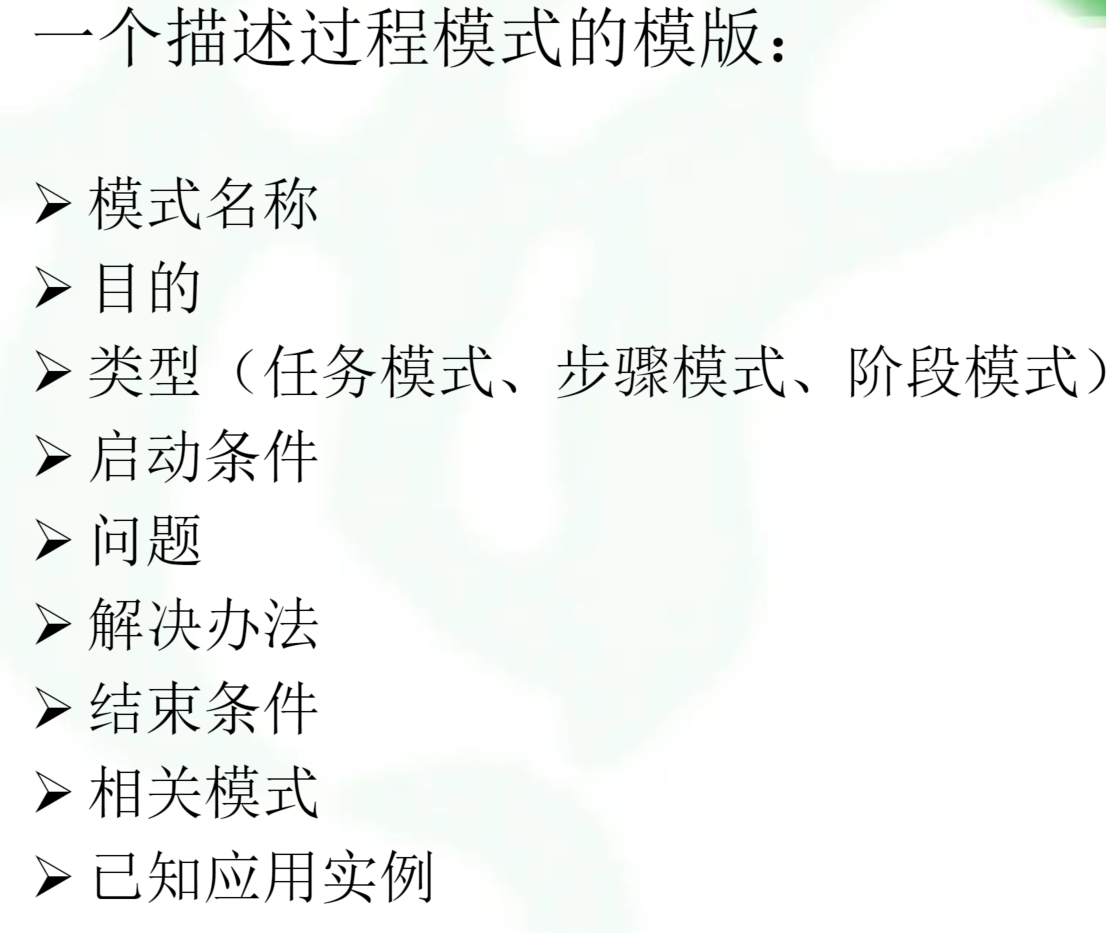 一个描述过程模式的模版：
➢ 模式名称
➢ 目的
➢ 类型（任务模式、步骤模式、阶段模式）
➢ 启动条件
➢ 问题
➢ 解决办法
➢ 结束条件
➢ 相关模式
➢ 已知应用实例